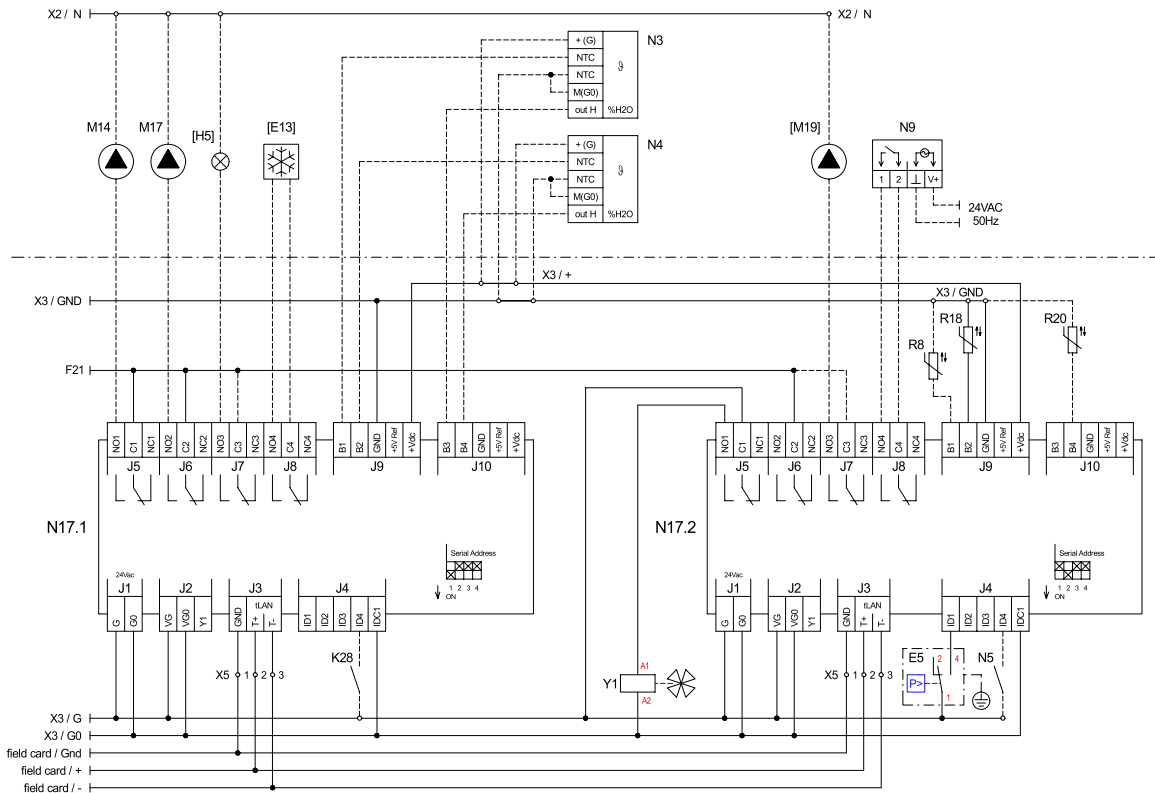 X2 / N
X2 / N
N3
+ (G)
NTC
NTC
M(G0)
out H
%H2O
M14
M17
[H5]
[E13]
N4
+ (G)
NTC
NTC
M(G0)
out H
%H2O
[M19]
N9
1
2
V+
24VAC
50Hz
X3 / +
X3 / GND
X3 / GND
R18
R20
R8
F21
NO1
C1
NC1
NO2
C2
NC2
NO3
C3
NC3
NO4
C4
NC4
B1
B2
GND
+5V Ref
+Vdc
B3
B4
GND
+5V Ref
+Vdc
J5
J6
J7
J8
J9
J10
NO1
C1
NC1
NO2
C2
NC2
NO3
C3
NC3
NO4
C4
NC4
B1
B2
GND
+5V Ref
+Vdc
B3
B4
GND
+5V Ref
+Vdc
J5
J6
J7
J8
J9
J10
N17.1
N17.2
Serial Address
1 2 3 4
ON
Serial Address
1 2 3 4
ON
24Vac
J1
J2
J3
tLAN
J4
G
G0
VG
VG0
Y1
GND
T+
T-
ID1
ID2
ID3
ID4
IDC1
24Vac
J1
J2
J3
tLAN
J4
G
G0
VG
VG0
Y1
GND
T+
T-
ID1
ID2
ID3
ID4
IDC1
K28
X5
1
2
3
Y1
A1
A2
X5
1
2
3
E5
2
4
P>
1
N5
X3 / G
X3 / G0
field card / Gnd
field card / +
field card / -